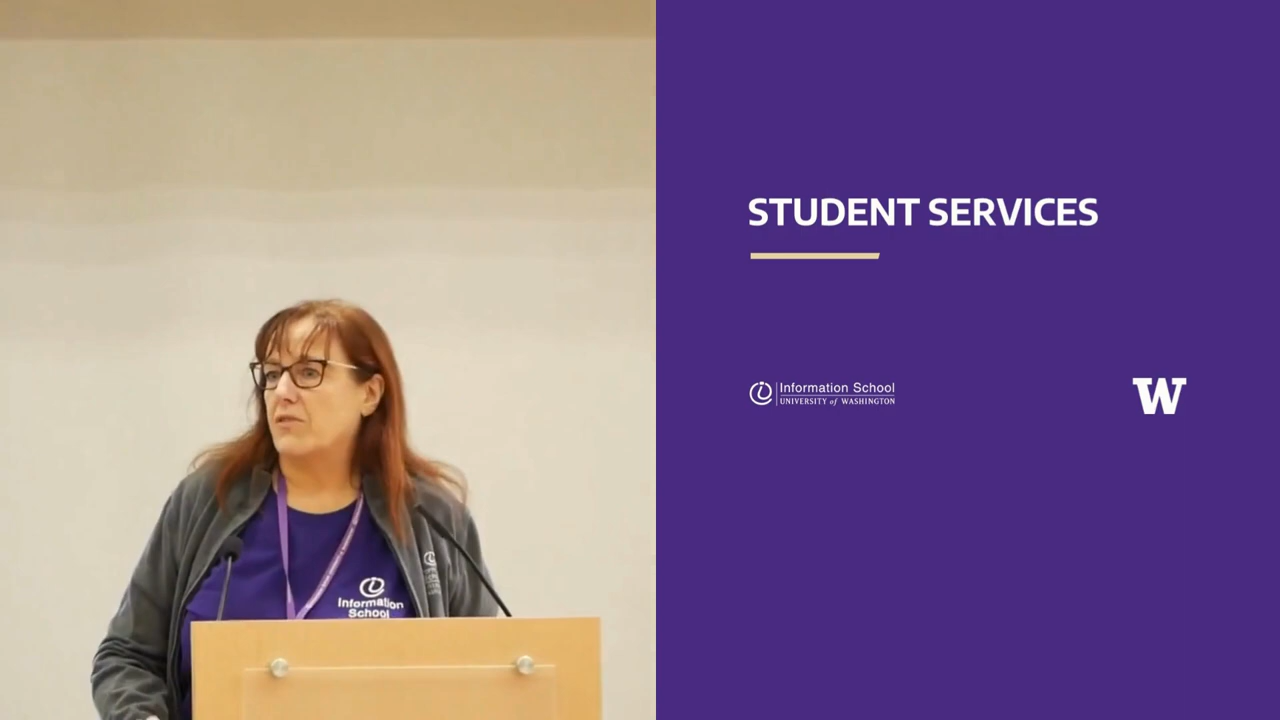 STUDENT SERVICES
Information School
UNIVERSITY of WASHINGTON
W
Information
School